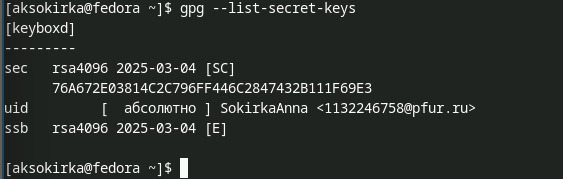 [aksokirka@fedora ~]$ gpg --list-secret-keys
[keyboxd]
---------
sec   rsa4096 2025-03-04 [SC]
      76A672E03814C2C796FF446C2847432B111F69E3
uid         [  абсолютно ] SokirkaAnna <1132246758@pfur.ru>
ssb   rsa4096 2025-03-04 [E]
[aksokirka@fedora ~]$